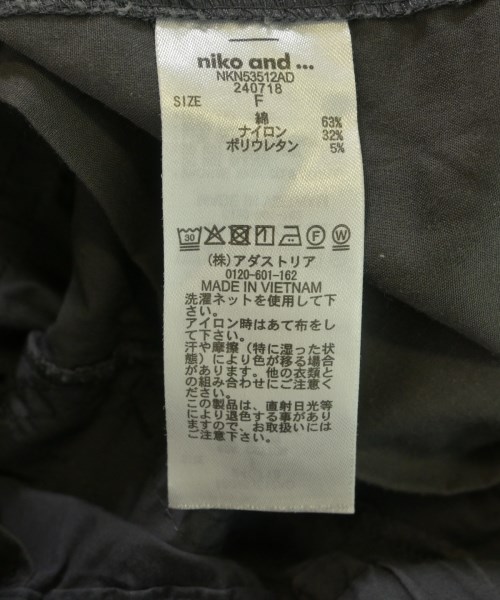 niko and ...
NKN53512AD
240718
SIZE F
綿 63%
ナイロン 32%
ポリウレタン 5%
30
F W
(株)アダストリア
0120-601-162
MADE IN VIETNAM
洗濯ネットを使用して下
さい。
アイロン時はあて布をし
て下さい。
汗や摩擦(特に湿った状
態)により色が移る場合
があります。他の衣類と
の組み合わせにご注意く
ださい。
この製品は、直射日光等
により退色する事があり
ますので、お取扱いには
ご注意下さい。